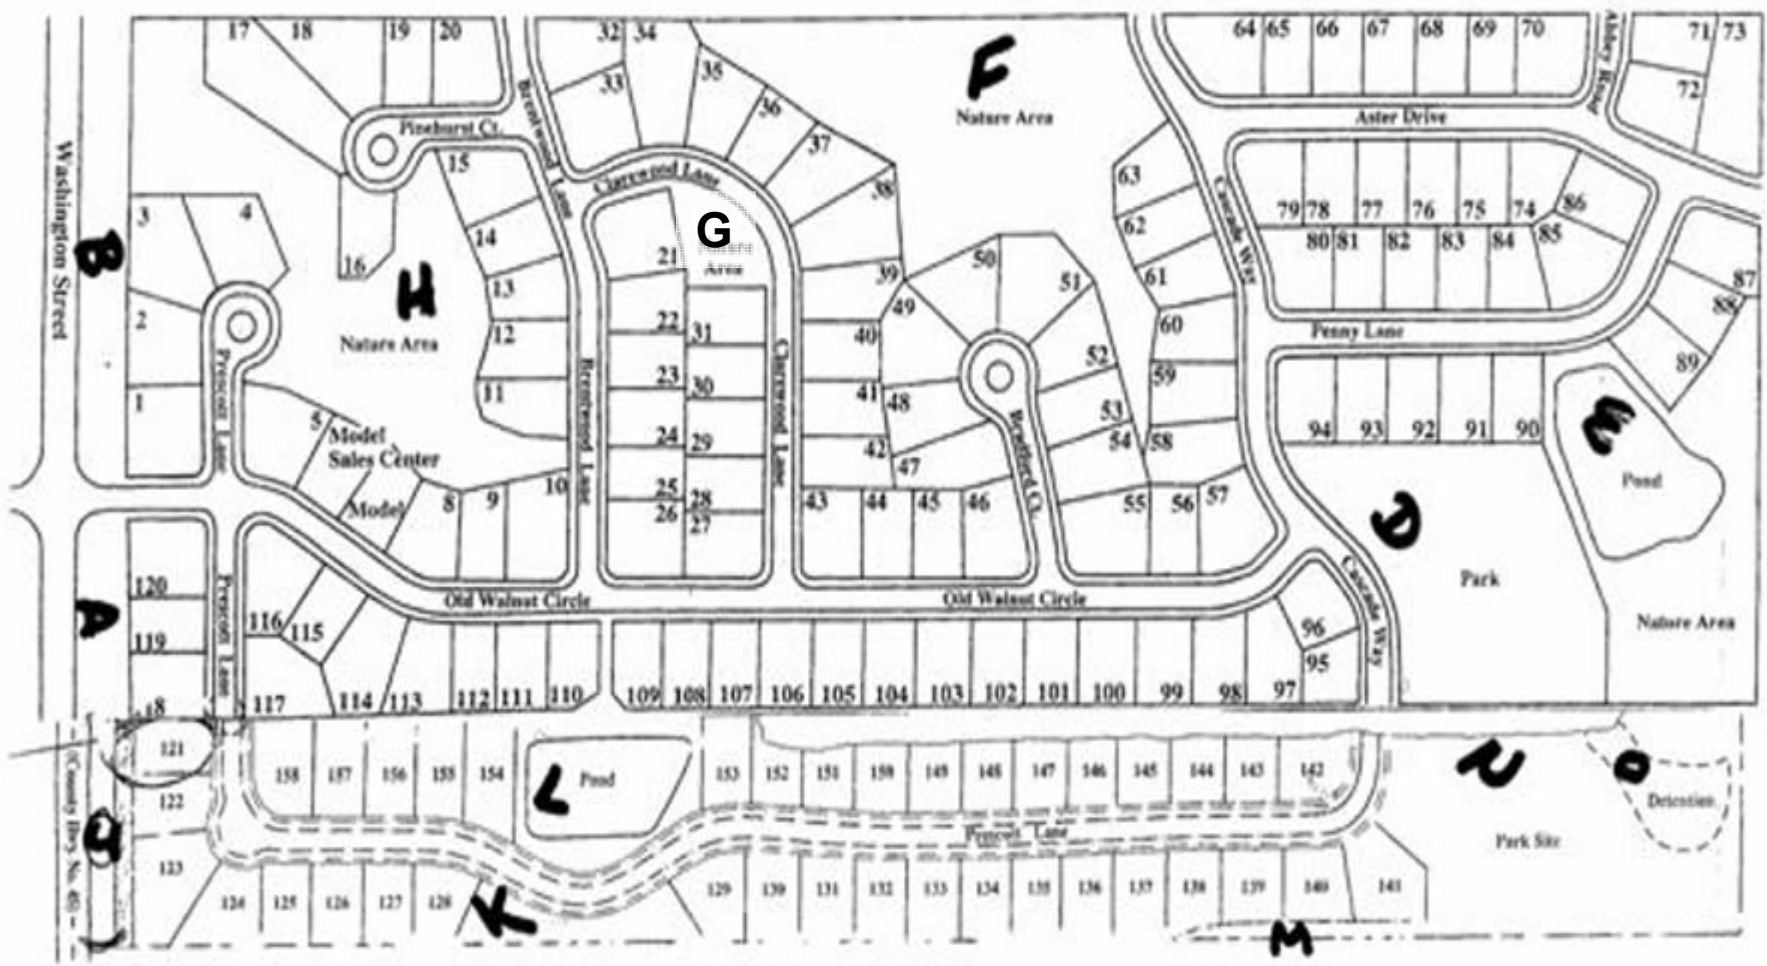 17 18 19 20 32 34 64 65 66 67 68 69 70 71 73
Abbey Road
35 33 36 72
F
Nature Area
Aster Drive
Pinehurst Ct.
Brentwood Lane
Washington Street
15 37 63
Clarewood Lane
38
3 4 14 62 79 78 77 76 75 74 86
G
Area
B
16
H
21 39 50 51 61 80 81 82 83 84 85
Cascade Way
13 49 87
2 12 22 31 40 60 88
Nature Area
Penny Lane
Prescott Lane
Brentwood Lane
Clarewood Lane
52 59 89
1 11 23 30 41 48 53
5
Model
Sales Center
24 29 42 54 58 94 93 92 91 90
E
Pond
47
Bradford Ct.
8 9 10 25 28 43 44 45 46 55 56 57
Model
26 27
D
Park
120
A
119
Prescott Lane
Old Walnut Circle
Old Walnut Circle
Cascade Way
116 115 96
Nature Area
95
118 117 114 113 112 111 110 109 108 107 106 105 104 103 102 101 100 99 98 97
121
158 157 156 155 154
L
Pond
153 152 151 150 149 148 147 146 145 144 143 142
N
O
Detention
122
J
Prescott Lane
Park Site
(County Hwy. No. 45)
123
124 125 126 127 128
K
129 130 131 132 133 134 135 136 137 138 139 140 141
M